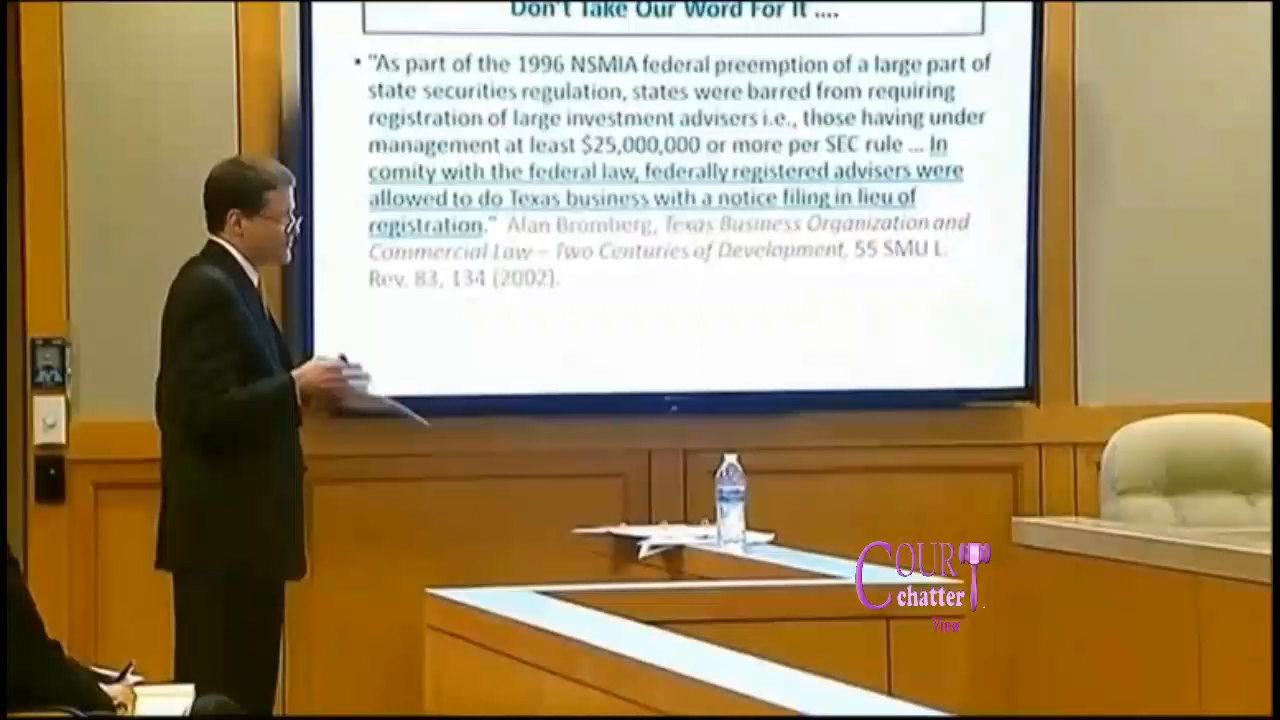 Don't Take Our Word For It ....
• "As part of the 1996 NSMIA federal preemption of a large part of
state securities regulation, states were barred from requiring
registration of large investment advisers i.e., those having under
management at least $25,000,000 or more per SEC rule ... In
comity with the federal law, federally registered advisers were
allowed to do Texas business with a notice filing in lieu of
registration." Alan Bromberg, Texas Business Organization and
Commercial Law – Two Centuries of Development, 55 SMU L.
Rev. 83, 134 (2002).
COURT
chatter
View